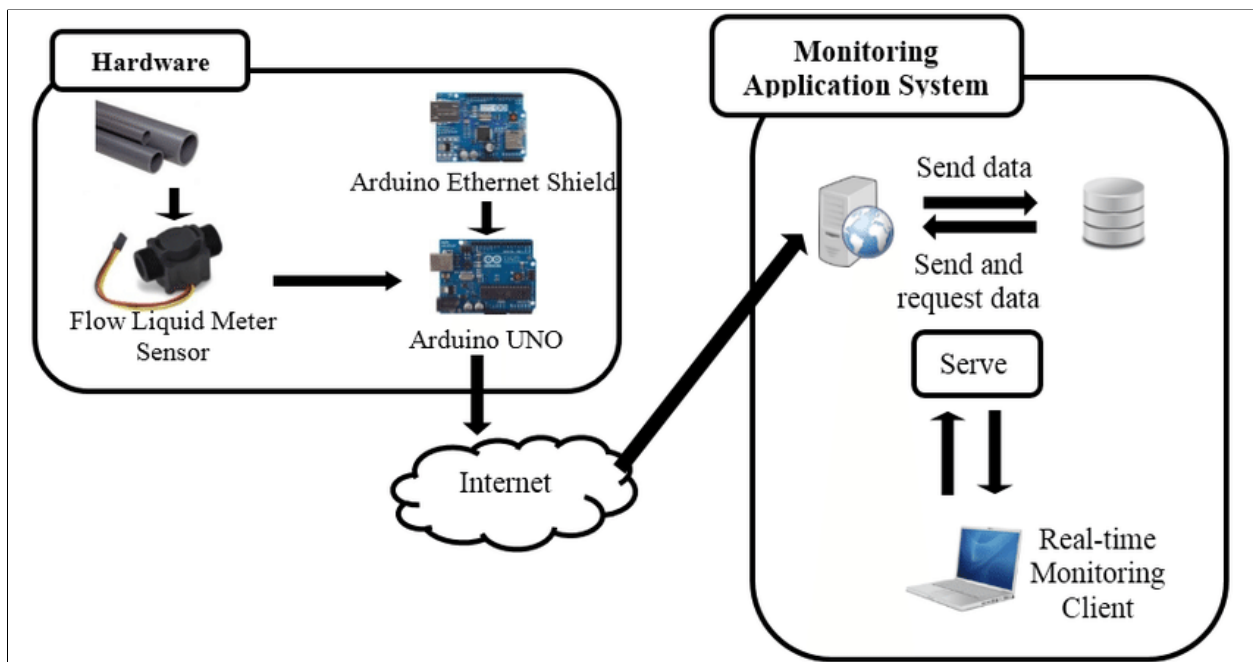 Hardware
Arduino Ethernet Shield
Flow Liquid Meter
Sensor
Arduino UNO
Internet
Monitoring
Application System
Send data
Send and
request data
Serve
Real-time
Monitoring
Client